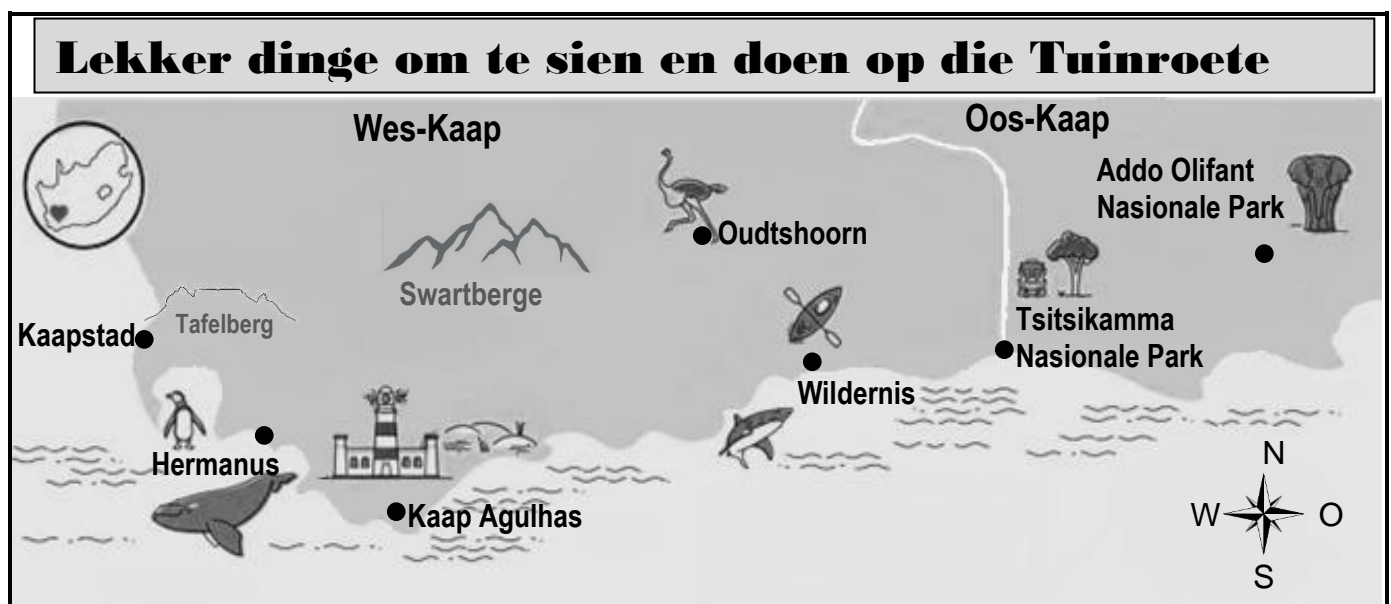 Lekker dinge om te sien en doen op die Tuinroete
Wes-Kaap
Oos-Kaap
Addo Olifant
Nasionale Park
Oudtshoorn
Swartberge
Tafelberg
Kaapstad
Tsitsikamma
Nasionale Park
Wildernis
Hermanus
Kaap Agulhas
N
W
O
S